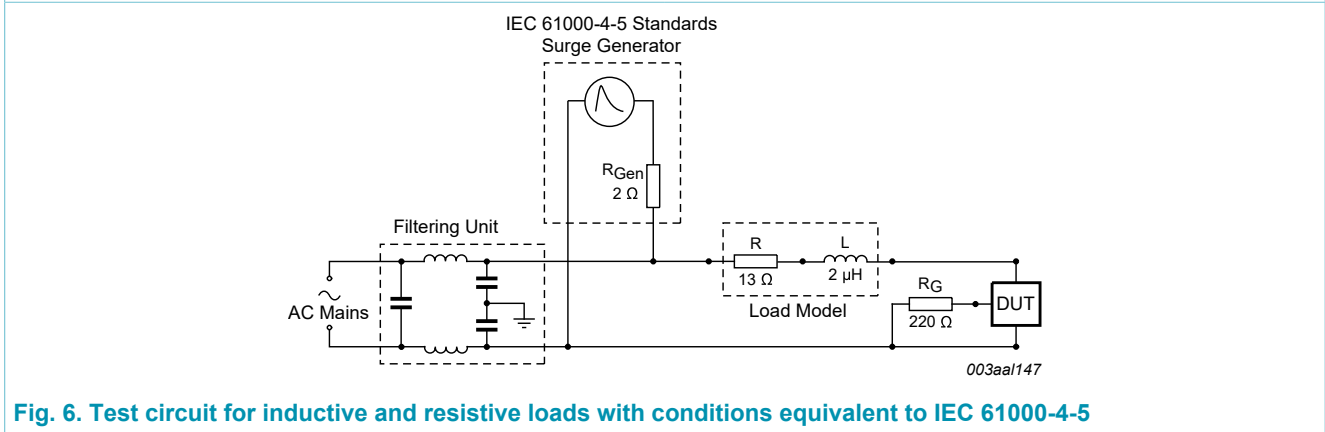 IEC 61000-4-5 Standards
Surge Generator
RGen
2 Ω
Filtering Unit
AC Mains
R
13 Ω
L
2 μH
Load Model
RG
220 Ω
DUT
003aal147
Fig. 6. Test circuit for inductive and resistive loads with conditions equivalent to IEC 61000-4-5